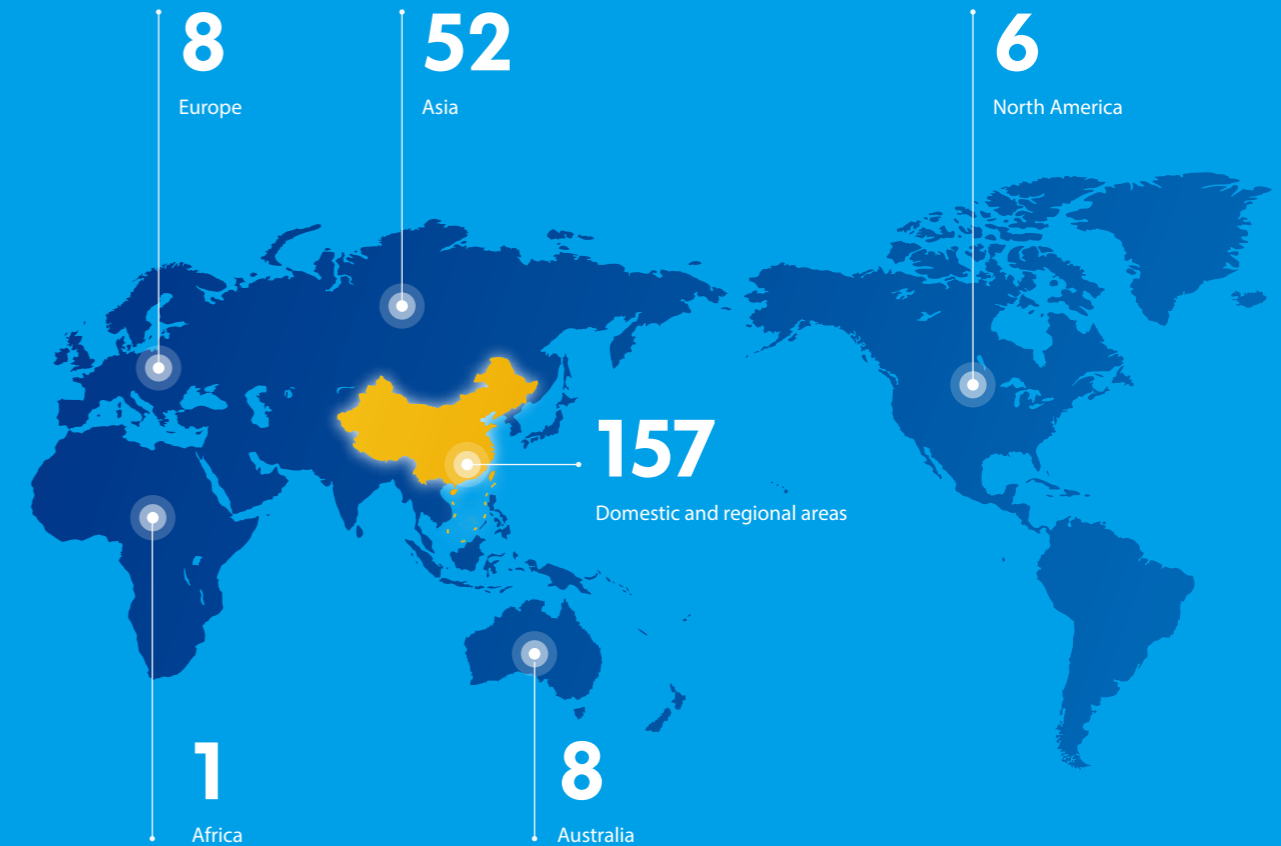 8
Europe
52
Asia
6
North America
157
Domestic and regional areas
1
Africa
8
Australia